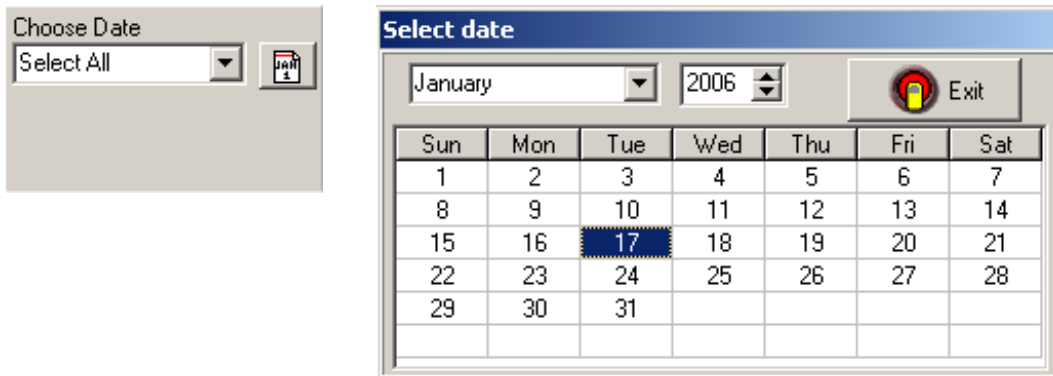 Choose Date
Select All
JAN
1
Select date
January 2006 Exit
Sun Mon Tue Wed Thu Fri Sat
1 2 3 4 5 6 7
8 9 10 11 12 13 14
15 16 17 18 19 20 21
22 23 24 25 26 27 28
29 30 31